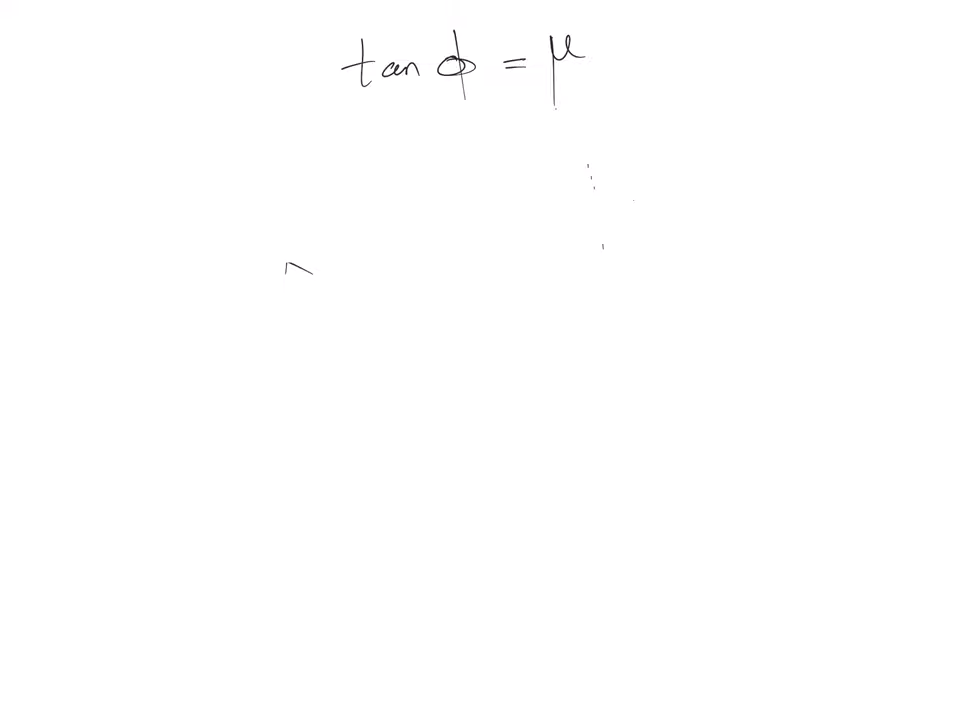 tan ϕ = μ